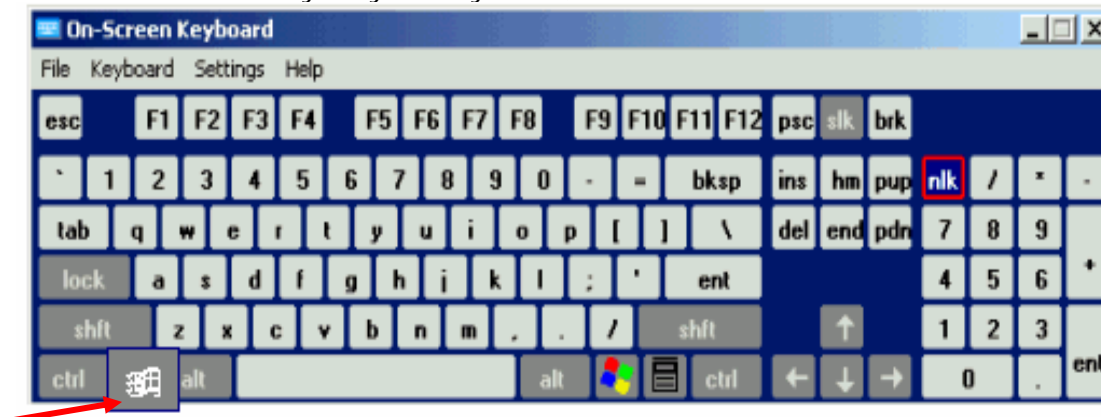 On-Screen Keyboard
File Keyboard Settings Help
esc F1 F2 F3 F4 F5 F6 F7 F8 F9 F10 F11 F12 psc slk brk
` 1 2 3 4 5 6 7 8 9 0 - = bksp ins hm pup nlk / * -
tab q w e r t y u i o p [ ] \ del end pdn 7 8 9
lock a s d f g h j k l ; ' ent 4 5 6 +
shft z x c v b n m , . / shft ↑ 1 2 3
ctrl alt alt ctrl ← ↓ → 0 . ent